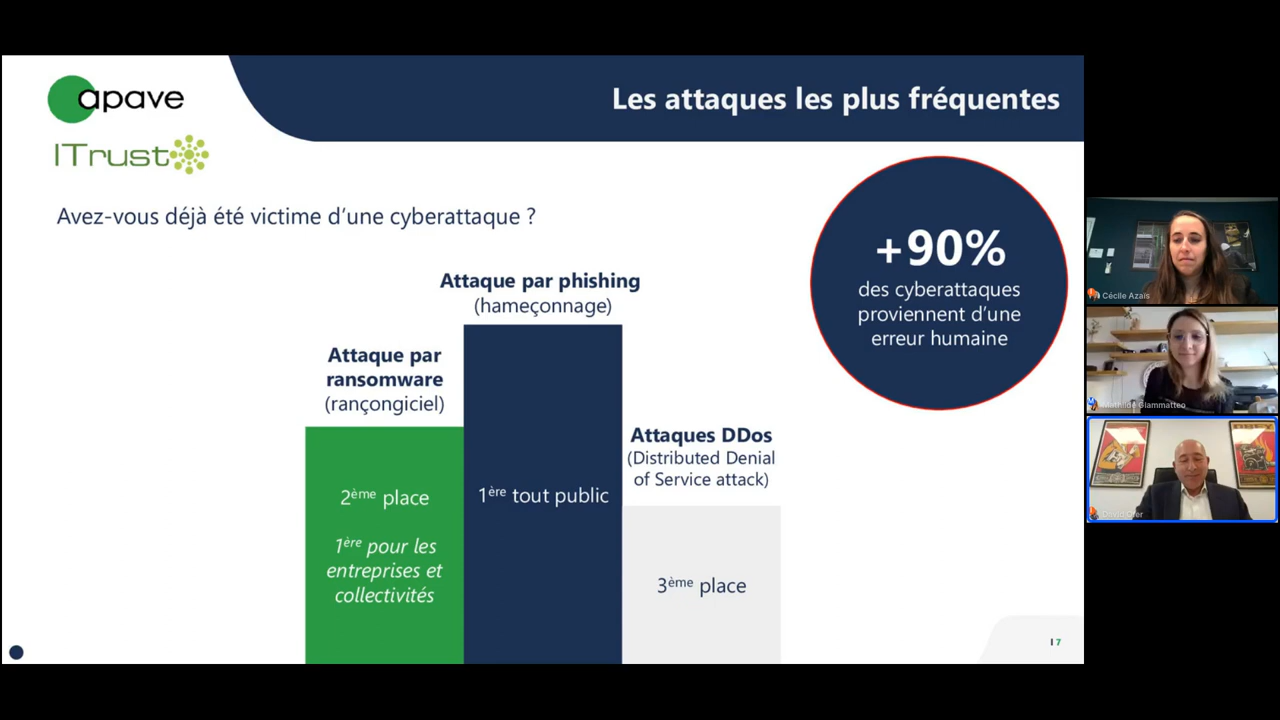 apave
ITrust
Les attaques les plus fréquentes
Avez-vous déjà été victime d’une cyberattaque ?
+90%
des cyberattaques
proviennent d’une
erreur humaine
Attaque par phishing
(hameçonnage)
1ère tout public
Attaque par
ransomware
(rançongiciel)
2ème place
1ère pour les
entreprises et
collectivités
Attaques DDos
(Distributed Denial
of Service attack)
3ème place
I 7
Cécile Azaïs
Mathilde Giammatteo